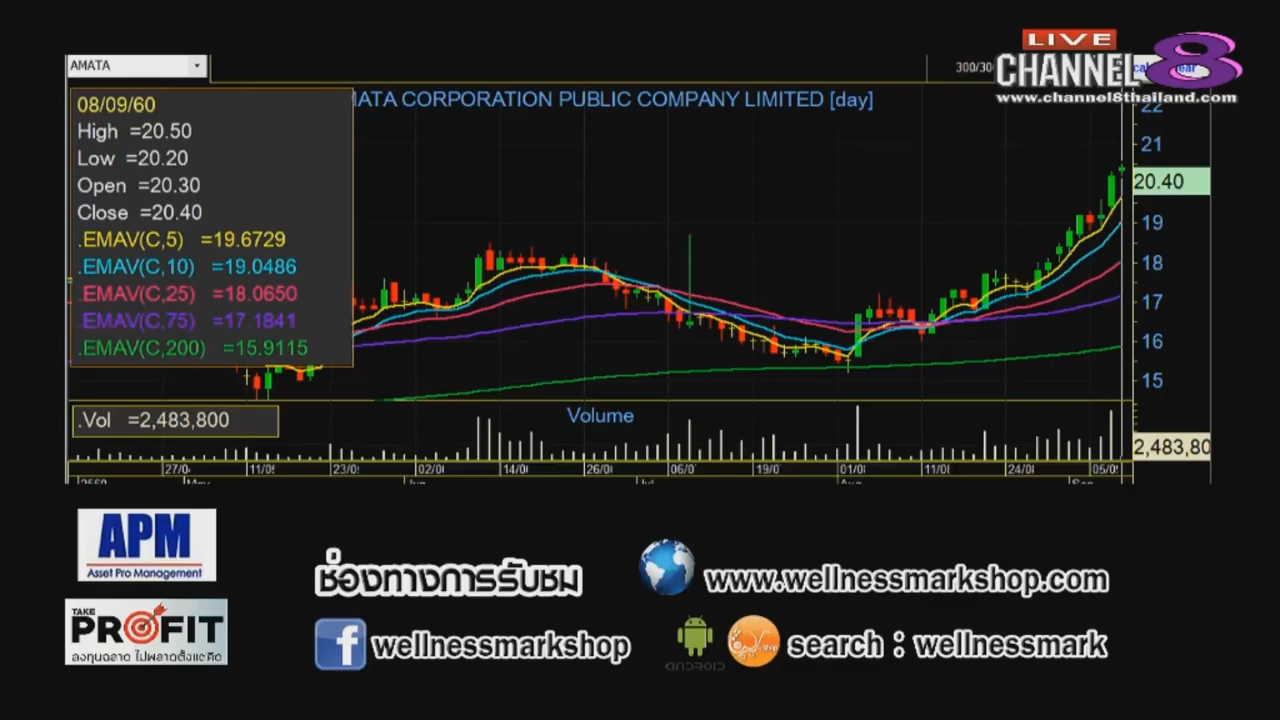 AMATA
300/30
LIVE
CHANNEL 8
www.channel8thailand.com
MATA CORPORATION PUBLIC COMPANY LIMITED [day]
08/09/60
High =20.50
Low =20.20
Open =20.30
Close =20.40
.EMAV(C,5) =19.6729
.EMAV(C,10) =19.0486
.EMAV(C,25) =18.0650
.EMAV(C,75) =17.1841
.EMAV(C,200) =15.9115
22
21
20.40
19
18
17
16
15
.Vol =2,483,800
Volume
2,483,80
27/0 11/0 23/0 02/0 14/0 26/0 06/0 19/0 01/0 11/0 24/0 05/0
APM
Asset Pro Management
TAKE
PROFIT
ลงทุนฉลาด ไม่พลาดตั้งแต่คิด
ช่องทางการรับชม
www.wellnessmarkshop.com
wellnessmarkshop
ANDROID
search : wellnessmark